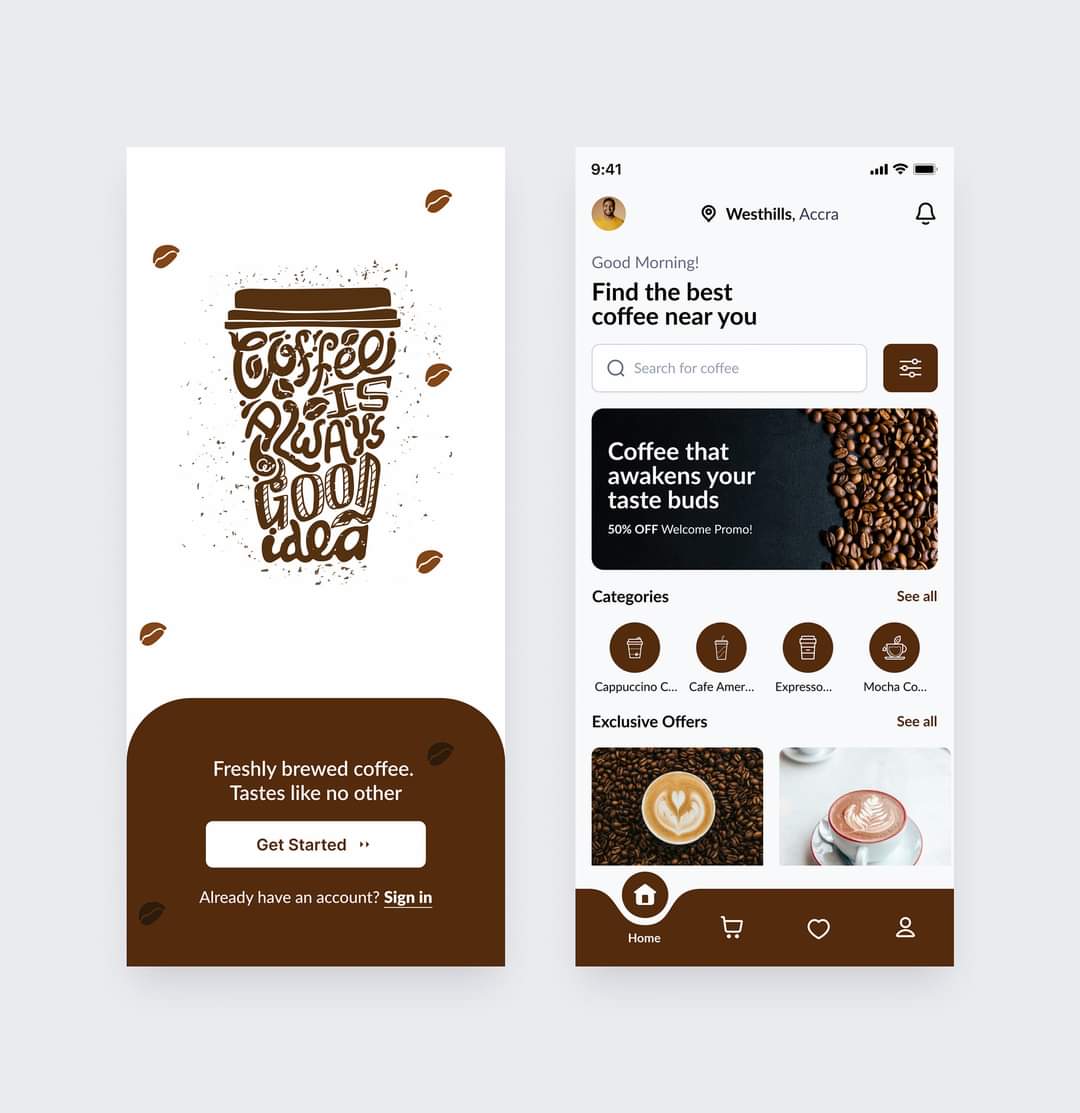 Coffee
IS
ALWAYS
a
GOOD
idea
Freshly brewed coffee.
Tastes like no other
Get Started
Already have an account? Sign in
9:41
Westhills, Accra
Good Morning!
Find the best
coffee near you
Search for coffee
Coffee that
awakens your
taste buds
50% OFF Welcome Promo!
Categories See all
Cappuccino C... Cafe Amer... Expresso... Mocha Co...
Exclusive Offers See all
Home